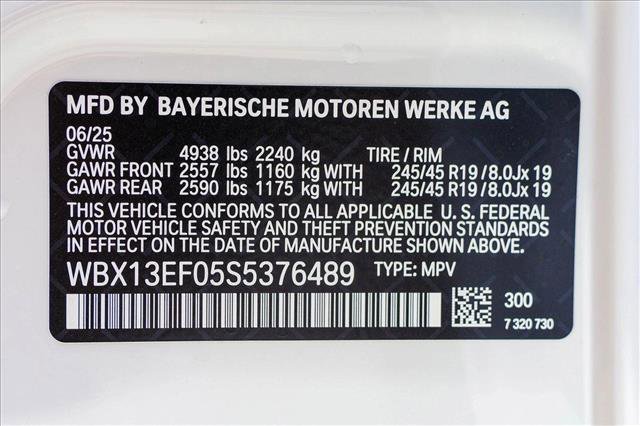 MFD BY BAYERISCHE MOTOREN WERKE AG
06/25
GVWR 4938 lbs 2240 kg TIRE / RIM
GAWR FRONT 2557 lbs 1160 kg WITH 245/45 R19 / 8.0Jx 19
GAWR REAR 2590 lbs 1175 kg WITH 245/45 R19 / 8.0Jx 19
THIS VEHICLE CONFORMS TO ALL APPLICABLE U.S. FEDERAL
MOTOR VEHICLE SAFETY AND THEFT PREVENTION STANDARDS
IN EFFECT ON THE DATE OF MANUFACTURE SHOWN ABOVE.
WBX13EF05S5376489 TYPE: MPV
300
7 320 730